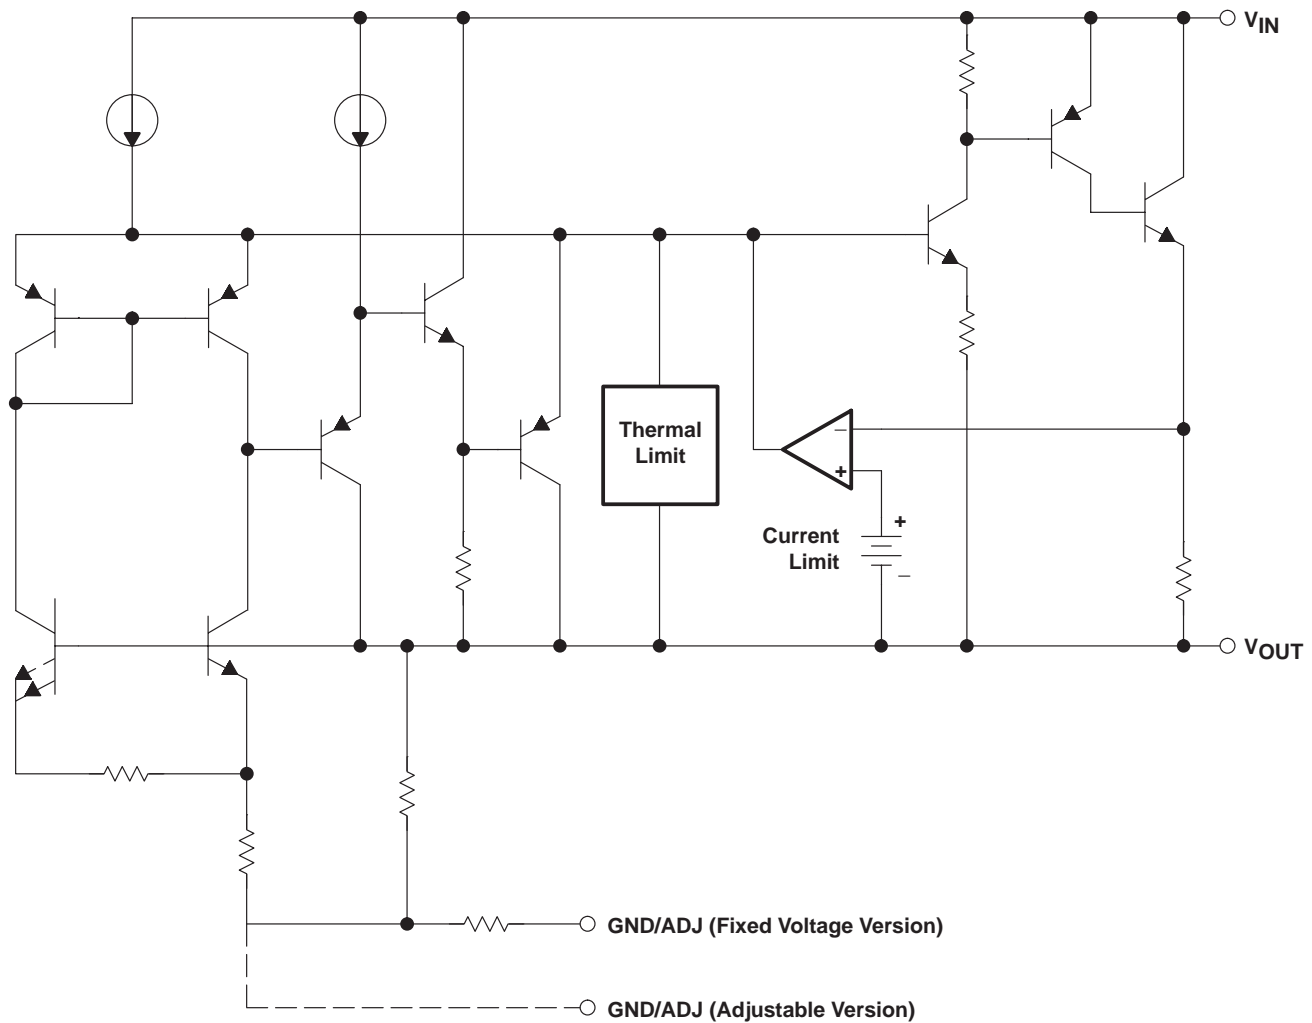 VIN
Thermal
Limit
−
+
Current
Limit
+
−
VOUT
GND/ADJ (Fixed Voltage Version)
GND/ADJ (Adjustable Version)